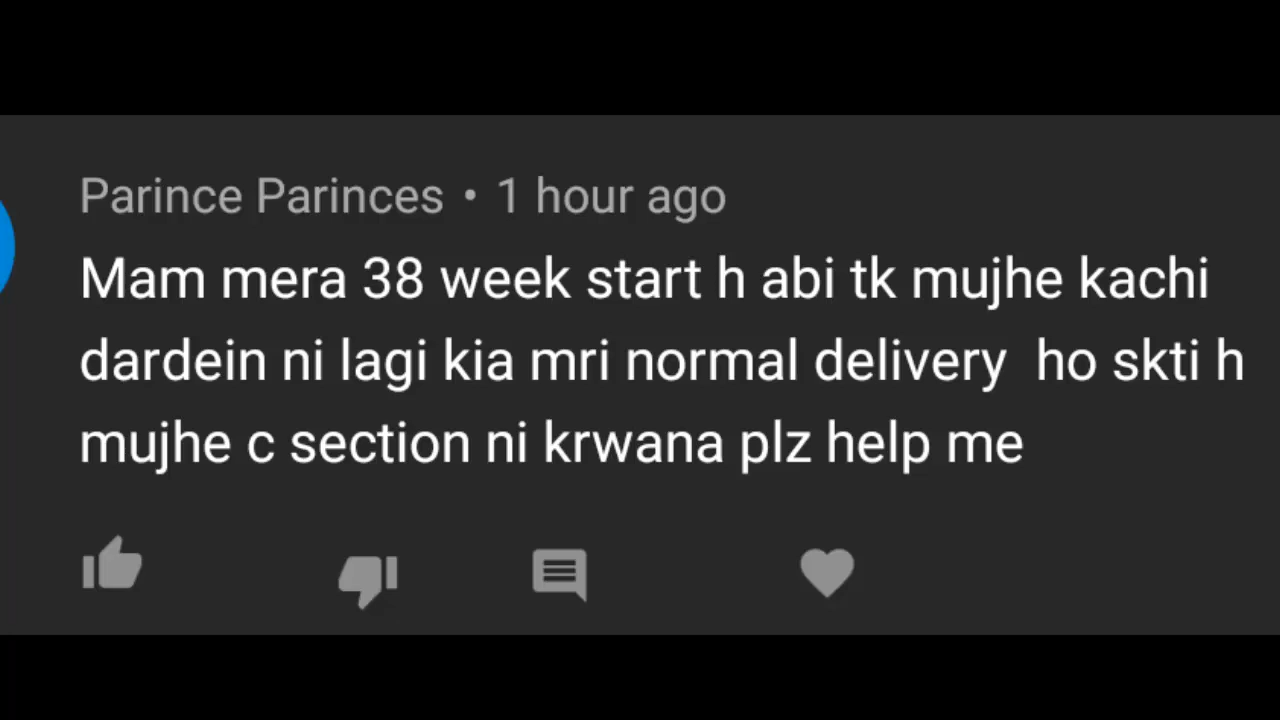 Parince Parinces • 1 hour ago
Mam mera 38 week start h abi tk mujhe kachi
dardein ni lagi kia mri normal delivery  ho skti h
mujhe c section ni krwana plz help me